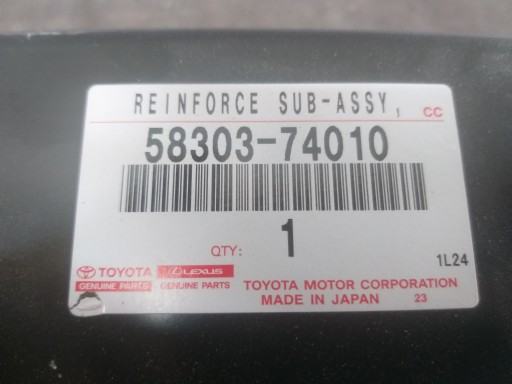 REINFORCE SUB-ASSY, CC
58303-74010
QTY: 1
1L24
TOYOTA LEXUS
GENUINE PARTS GENUINE PARTS
TOYOTA MOTOR CORPORATION
MADE IN JAPAN 23